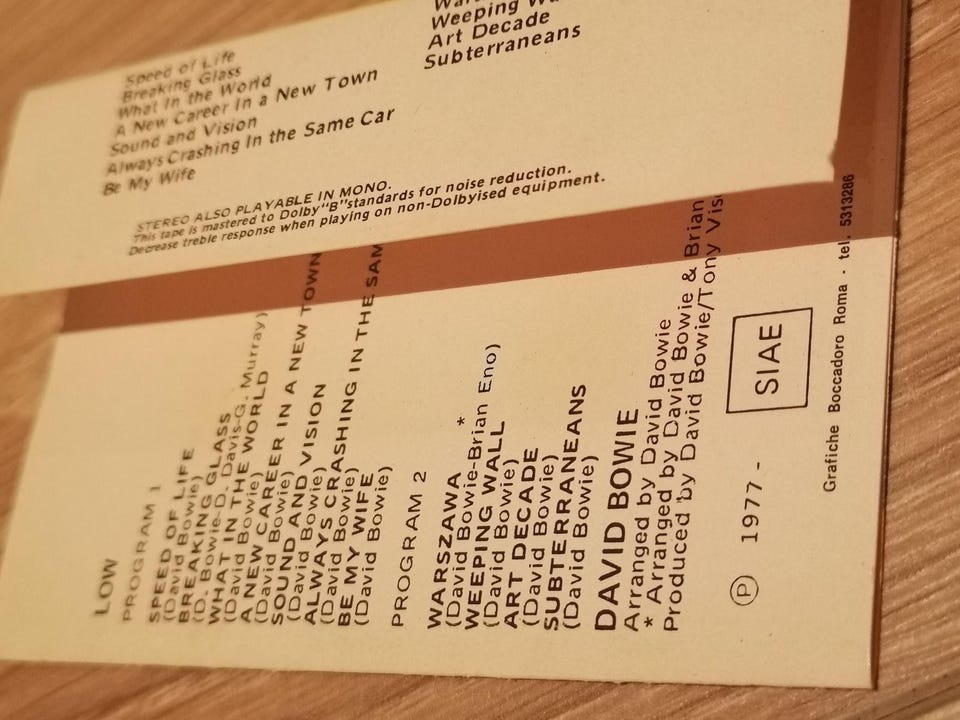 Speed of Life
Breaking Glass
What In the World
A New Career In a New Town
Sound and Vision
Always Crashing In the Same Car
Be My Wife
Weeping
Art Decade
Subterraneans
STEREO ALSO PLAYABLE IN MONO.
This tape is mastered to Dolby "B" standards for noise reduction.
Decrease treble response when playing on non-Dolbyised equipment.
LOW
PROGRAM 1
SPEED OF LIFE
(David Bowie)
BREAKING GLASS
(D. Bowie-D. Davis-G. Murray)
WHAT IN THE WORLD
(David Bowie)
A NEW CAREER IN A NEW TOWN
(David Bowie)
SOUND AND VISION
(David Bowie)
ALWAYS CRASHING IN THE SAM
(David Bowie)
BE MY WIFE
(David Bowie)
PROGRAM 2
WARSZAWA *
(David Bowie-Brian Eno)
WEEPING WALL
(David Bowie)
ART DECADE
(David Bowie)
SUBTERRANEANS
(David Bowie)
DAVID BOWIE
Arranged by David Bowie
* Arranged by David Bowie & Brian
Produced by David Bowie/Tony Visc
℗ 1977 -
SIAE
Grafiche Boccadoro Roma - tel. 5313286